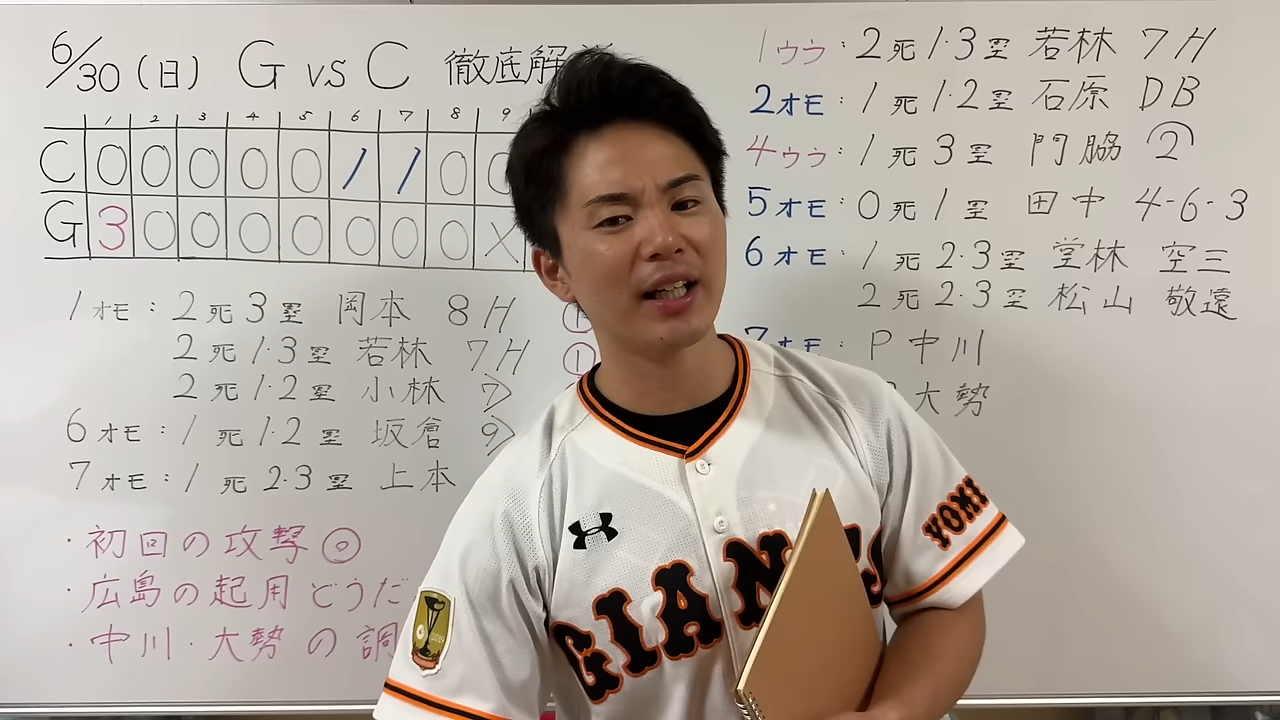 6/30(日) G vs C 徹底解
1 2 3 4 5 6 7 8 9
C 0 0 0 0 0 1 1 0 0
G 3 0 0 0 0 0 0 0 X
1オモ:2死3塁 岡本 8H ①
2死1・3塁 若林 7H ①
2死1・2塁 小林 7
6オモ:1死1・2塁 坂倉 9
7オモ:1死2・3塁 上本
・初回の攻撃◎
・広島の起用どうだ
・中川・大勢の調
1ウラ:2死1・3塁 若林 7H
2オモ:1死1・2塁 石原 DB
4ウラ:1死3塁 門脇 ②
5オモ:0死1塁 田中 4-6-3
6オモ:1死2・3塁 堂林 空三
2死2・3塁 松山 敬遠
7オモ:P中川
大勢
GIANTS
YOMI